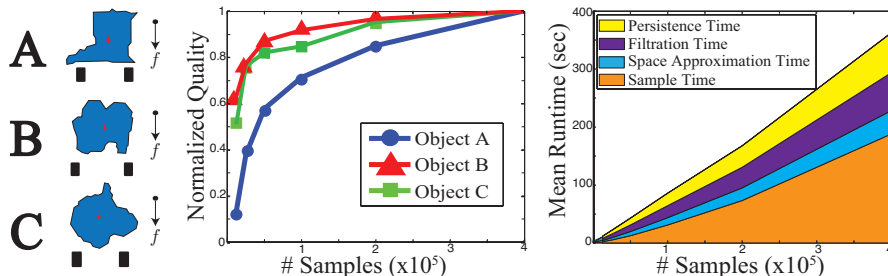 A
f
B
f
C
f
Normalized Quality
1
0.8
0.6
0.4
0.2
0
1
2
3
4
# Samples (x10⁵)
Object A
Object B
Object C
Mean Runtime (sec)
400
300
200
100
0
0
1
2
3
4
# Samples (x10⁵)
Persistence Time
Filtration Time
Space Approximation Time
Sample Time